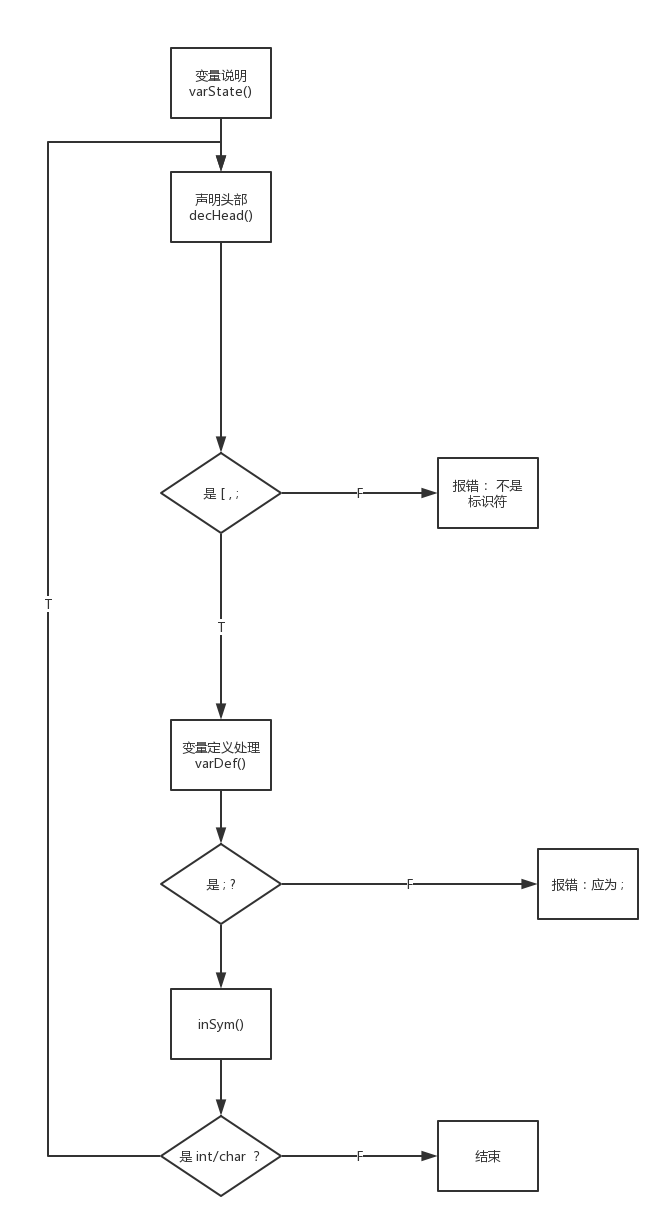 变量说明
varState()
声明头部
decHead()
是 [ , ;
F
报错： 不是
标识符
T
T
变量定义处理
varDef()
是 ; ?
F
报错：应为 ;
inSym()
是 int/char ？
F
结束